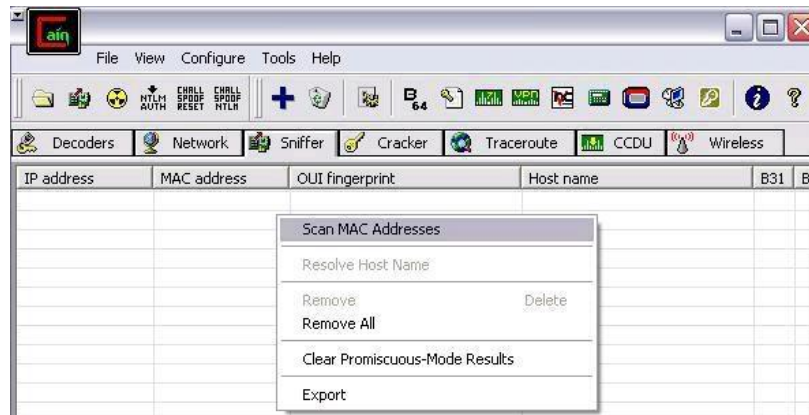 Cain
File View Configure Tools Help
NTLM AUTH CHALL SPOOF RESET CHALL SPOOF NTLM B 64
Decoders Network Sniffer Cracker Traceroute CCDU Wireless
IP address MAC address OUI fingerprint Host name B31 B
Scan MAC Addresses
Resolve Host Name
Remove Delete
Remove All
Clear Promiscuous-Mode Results
Export